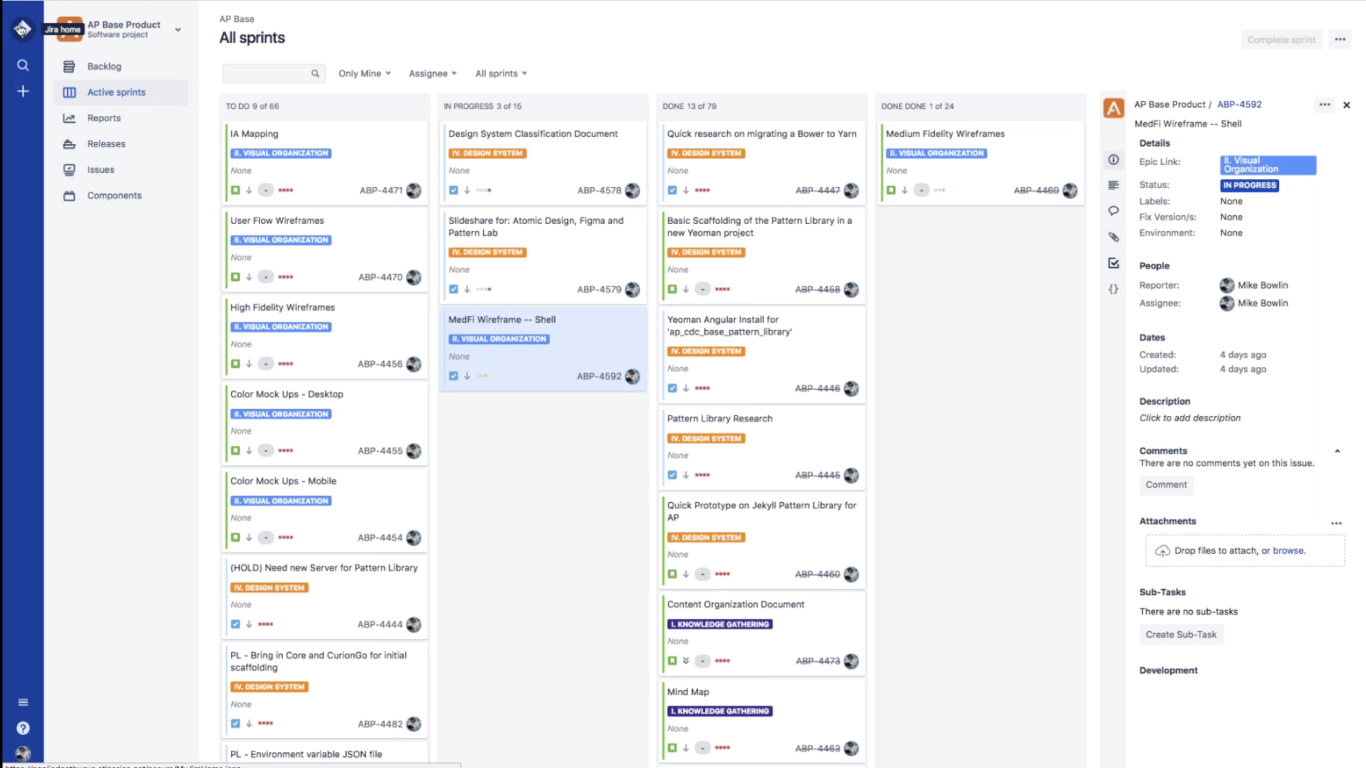 Jira home
AP Base Product
Software project
Backlog
Active sprints
Reports
Releases
Issues
Components
AP Base
All sprints
Complete sprint
Only Mine
Assignee
All sprints
TO DO 9 of 66
IA Mapping
II. VISUAL ORGANIZATION
None
-
ABP-4471
User Flow Wireframes
II. VISUAL ORGANIZATION
None
-
ABP-4470
High Fidelity Wireframes
II. VISUAL ORGANIZATION
None
-
ABP-4456
Color Mock Ups - Desktop
II. VISUAL ORGANIZATION
None
-
ABP-4455
Color Mock Ups - Mobile
II. VISUAL ORGANIZATION
None
-
ABP-4454
(HOLD) Need new Server for Pattern Library
IV. DESIGN SYSTEM
None
ABP-4444
PL - Bring in Core and CurionGo for initial
scaffolding
IV. DESIGN SYSTEM
None
ABP-4482
PL - Environment variable JSON file
IN PROGRESS 3 of 15
Design System Classification Document
IV. DESIGN SYSTEM
None
ABP-4578
Slideshare for: Atomic Design, Figma and
Pattern Lab
IV. DESIGN SYSTEM
None
ABP-4579
MedFi Wireframe -- Shell
II. VISUAL ORGANIZATION
None
ABP-4592
DONE 13 of 79
Quick research on migrating a Bower to Yarn
IV. DESIGN SYSTEM
None
ABP-4447
Basic Scaffolding of the Pattern Library in a
new Yeoman project
IV. DESIGN SYSTEM
None
-
ABP-4458
Yeoman Angular Install for
'ap_cdc_base_pattern_library'
IV. DESIGN SYSTEM
None
ABP-4446
Pattern Library Research
IV. DESIGN SYSTEM
None
ABP-4445
Quick Prototype on Jekyll Pattern Library for
AP
IV. DESIGN SYSTEM
None
-
ABP-4460
Content Organization Document
I. KNOWLEDGE GATHERING
None
-
ABP-4473
Mind Map
I. KNOWLEDGE GATHERING
None
-
ABP-4463
DONE DONE 1 of 24
Medium Fidelity Wireframes
II. VISUAL ORGANIZATION
None
-
ABP-4469
AP Base Product / ABP-4592
MedFi Wireframe -- Shell
Details
Epic Link: II. Visual
Organization
Status: IN PROGRESS
Labels: None
Fix Version/s: None
Environment: None
People
Reporter: Mike Bowlin
Assignee: Mike Bowlin
Dates
Created: 4 days ago
Updated: 4 days ago
Description
Click to add description
Comments
There are no comments yet on this issue.
Comment
Attachments
Drop files to attach, or browse.
Sub-Tasks
There are no sub-tasks
Create Sub-Task
Development